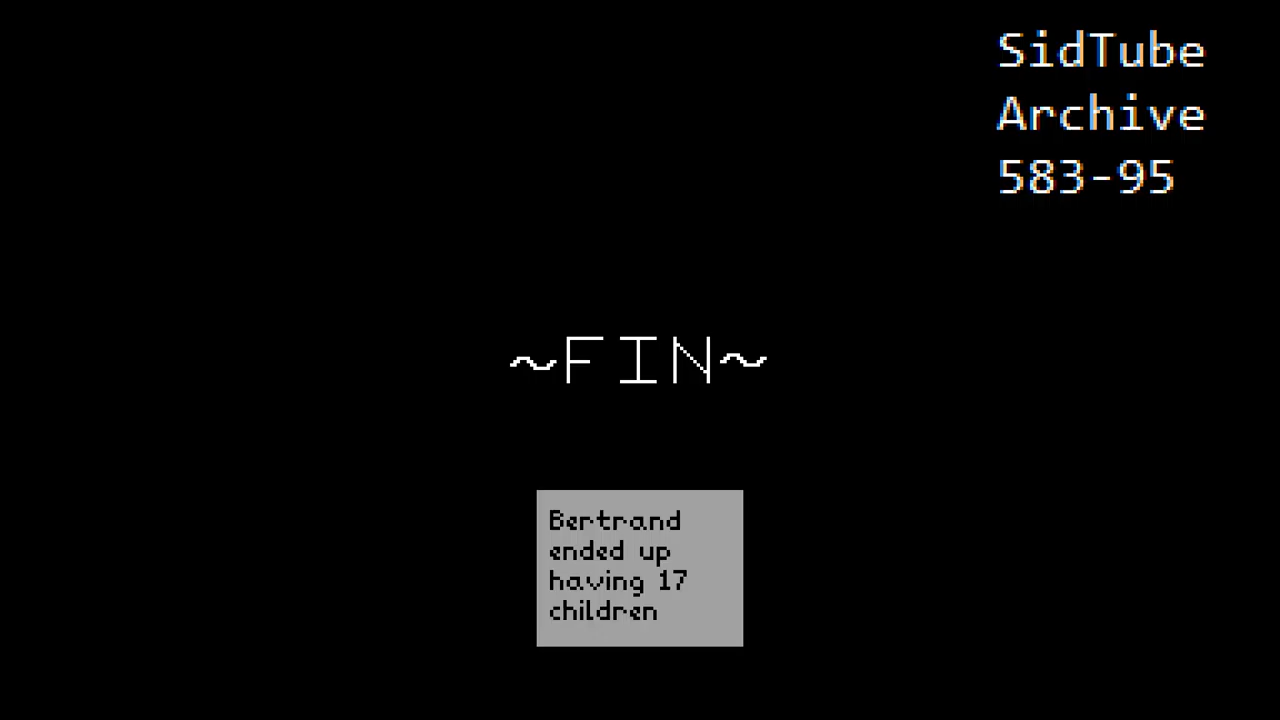 SidTube
Archive
583-95
~FIN~
Bertrand
ended up
having 17
children